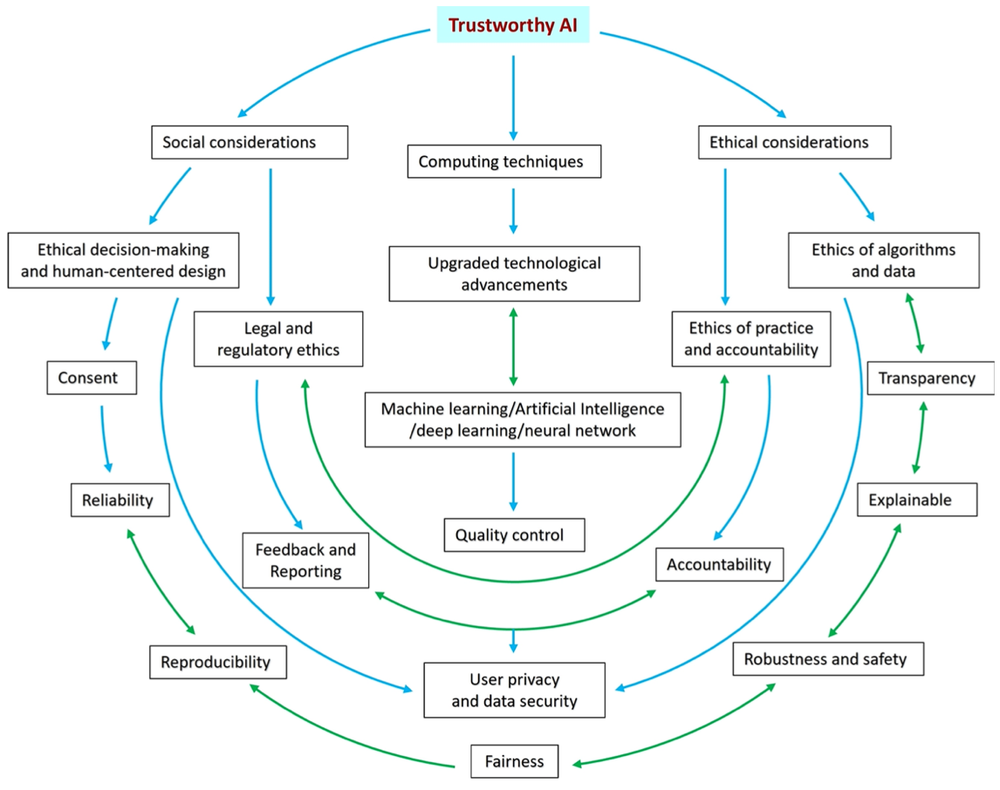 Trustworthy AI
Social considerations
Computing techniques
Ethical considerations
Ethical decision-making
and human-centered design
Upgraded technological
advancements
Ethics of algorithms
and data
Legal and
regulatory ethics
Ethics of practice
and accountability
Consent
Transparency
Machine learning/Artificial Intelligence
/deep learning/neural network
Reliability
Explainable
Quality control
Feedback and
Reporting
Accountability
Reproducibility
Robustness and safety
User privacy
and data security
Fairness